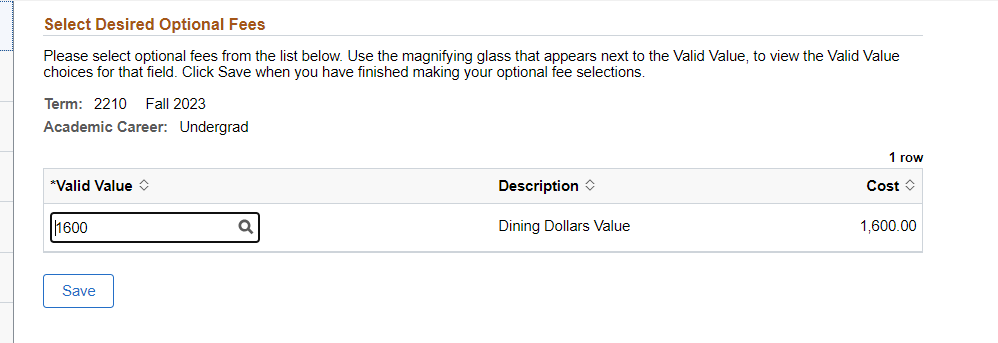 Select Desired Optional Fees
Please select optional fees from the list below. Use the magnifying glass that appears next to the Valid Value, to view the Valid Value
choices for that field. Click Save when you have finished making your optional fee selections.
Term: 2210 Fall 2023
Academic Career: Undergrad
1 row
*Valid Value Description Cost
1600 Dining Dollars Value 1,600.00
Save